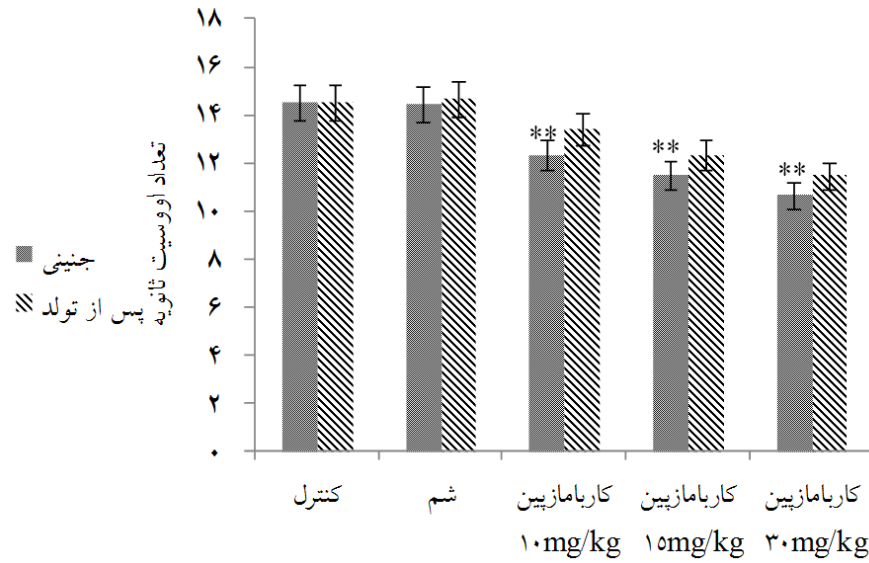 ۱۸
۱۶
۱۴
۱۲
۱۰
۸
۶
۴
۲
۰
تعداد اووسیت ثانویه
جنینی
پس از تولد
**
**
**
کنترل
شم
کاربامازپین
۱۰mg/kg
کاربامازپین
۱۵mg/kg
کاربامازپین
۳۰mg/kg